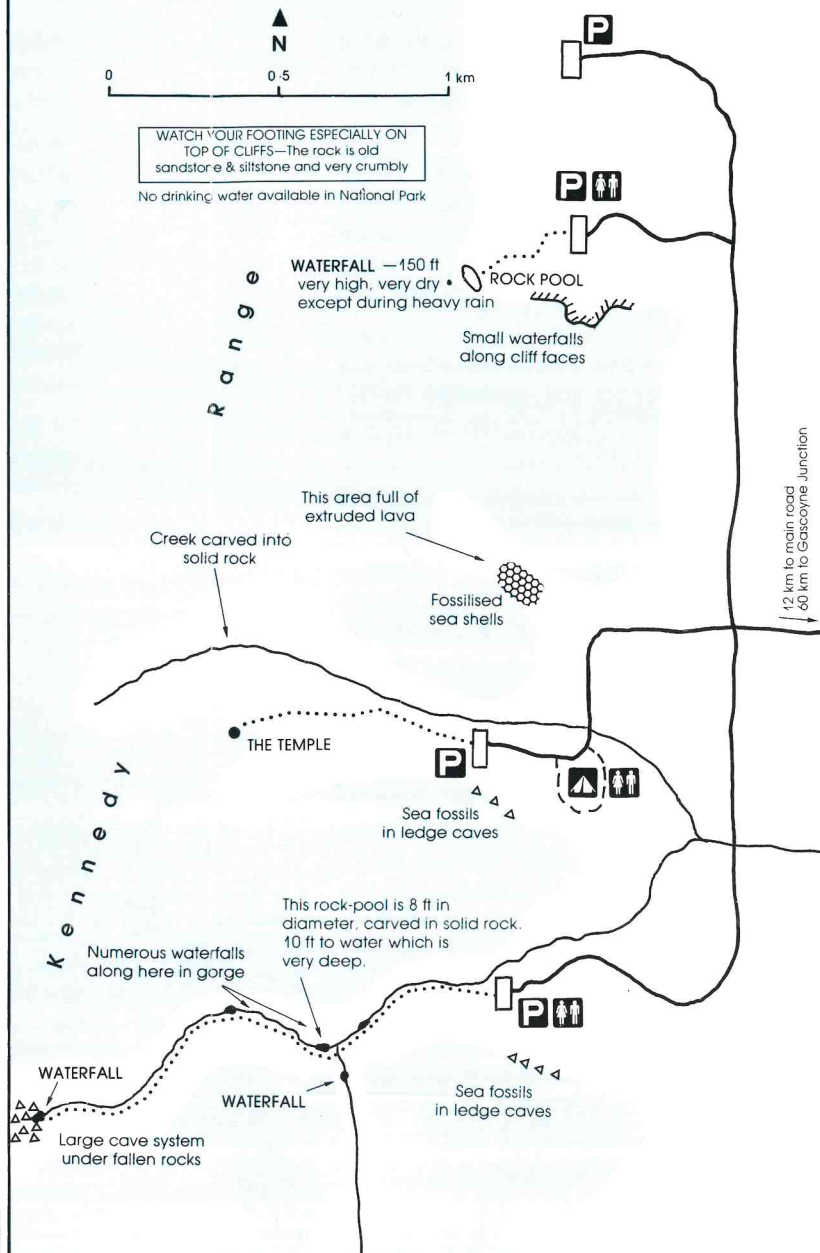 N
0 0·5 1 km
P
WATCH YOUR FOOTING ESPECIALLY ON
TOP OF CLIFFS—The rock is old
sandstone & siltstone and very crumbly
No drinking water available in National Park
P
WATERFALL —150 ft
very high, very dry
except during heavy rain
ROCK POOL
Small waterfalls
along cliff faces
Kennedy Range
This area full of
extruded lava
Creek carved into
solid rock
Fossilised
sea shells
12 km to main road
60 km to Gascoyne Junction
THE TEMPLE
P
Sea fossils
in ledge caves
This rock-pool is 8 ft in
diameter, carved in solid rock.
10 ft to water which is
very deep.
Numerous waterfalls
along here in gorge
P
WATERFALL
WATERFALL
Sea fossils
in ledge caves
Large cave system
under fallen rocks